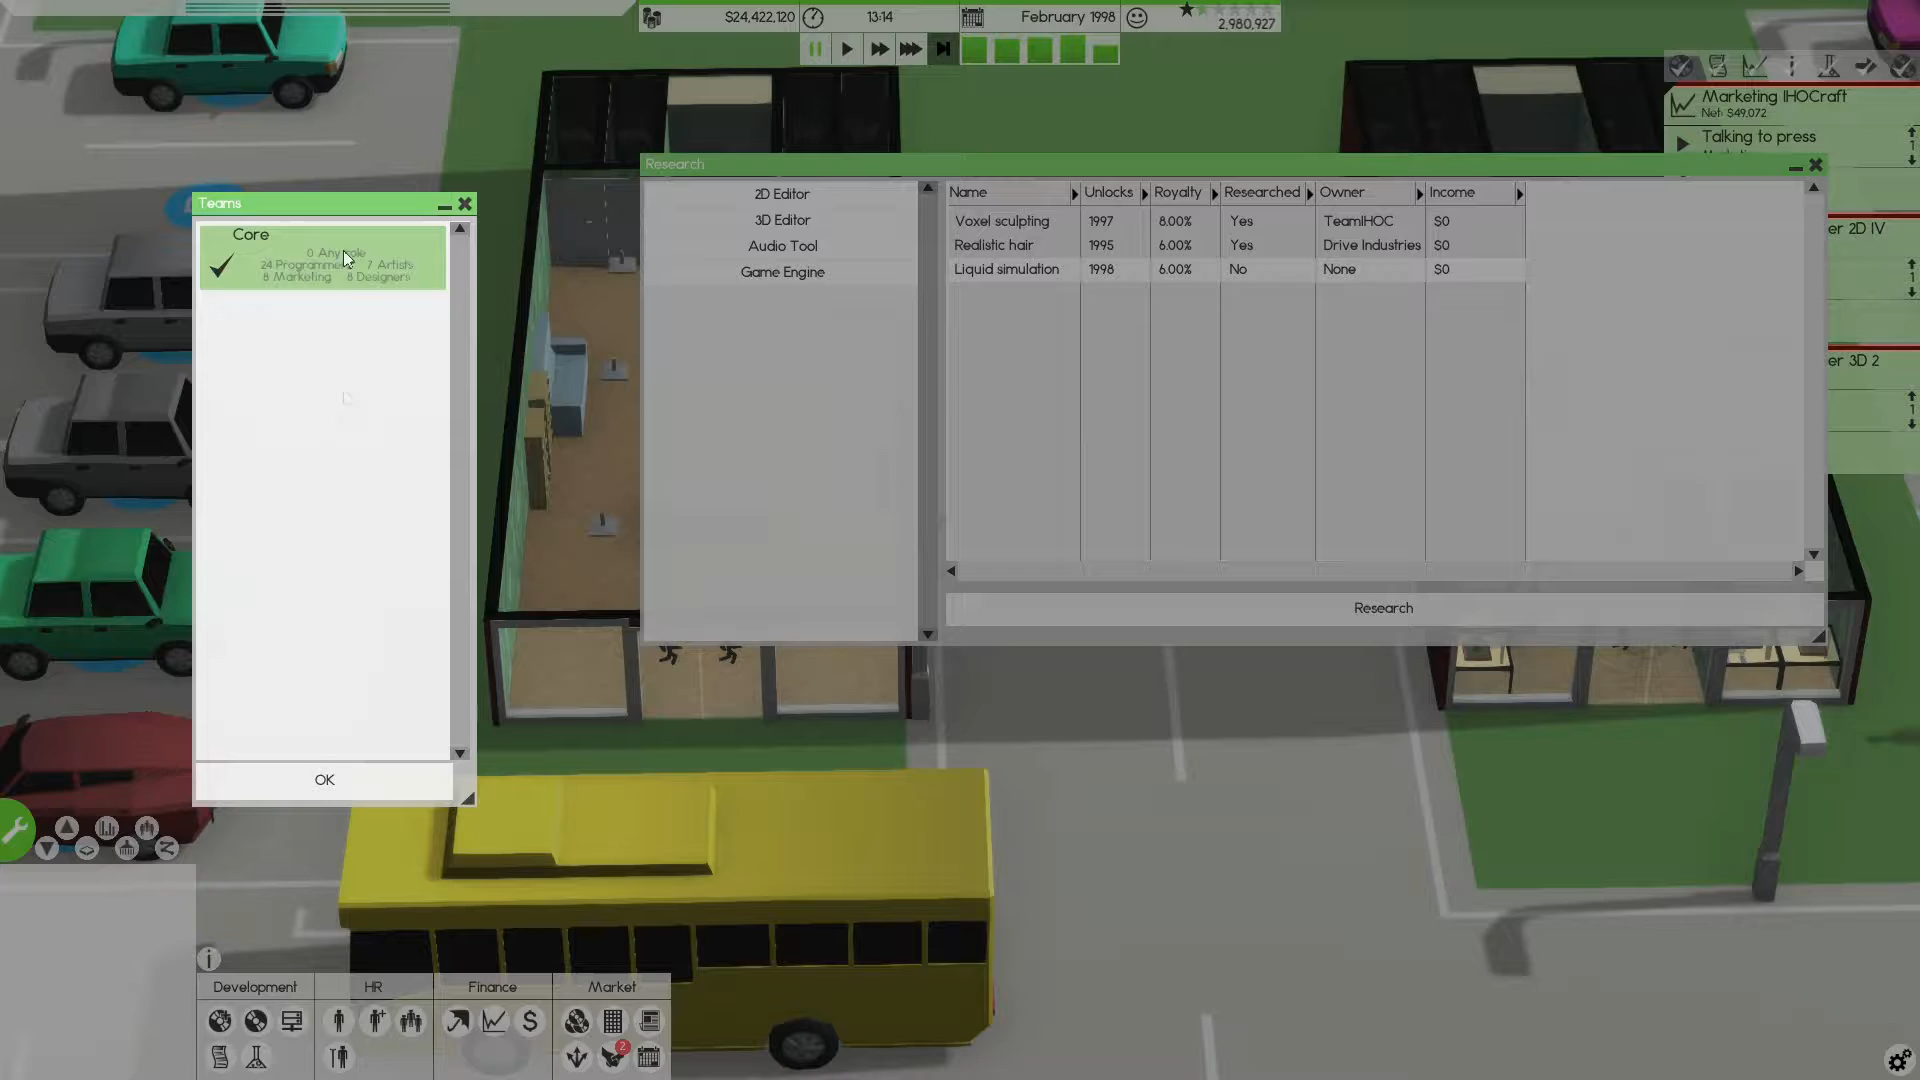 $24,422,120
13:14
February 1998
2,980,927
Marketing IHOCraft
Net: $49,072
Talking to press
1
er 2D IV
1
er 3D 2
1
Research
2D Editor
3D Editor
Audio Tool
Game Engine
Name Unlocks Royalty Researched Owner Income
Voxel sculpting 1997 8.00% Yes TeamIHOC $0
Realistic hair 1995 6.00% Yes Drive Industries $0
Liquid simulation 1998 6.00% No None $0
Research
Teams
Core
0 Any role
24 Programmers 7 Artists
8 Marketing 8 Designers
OK
Development HR Finance Market
2